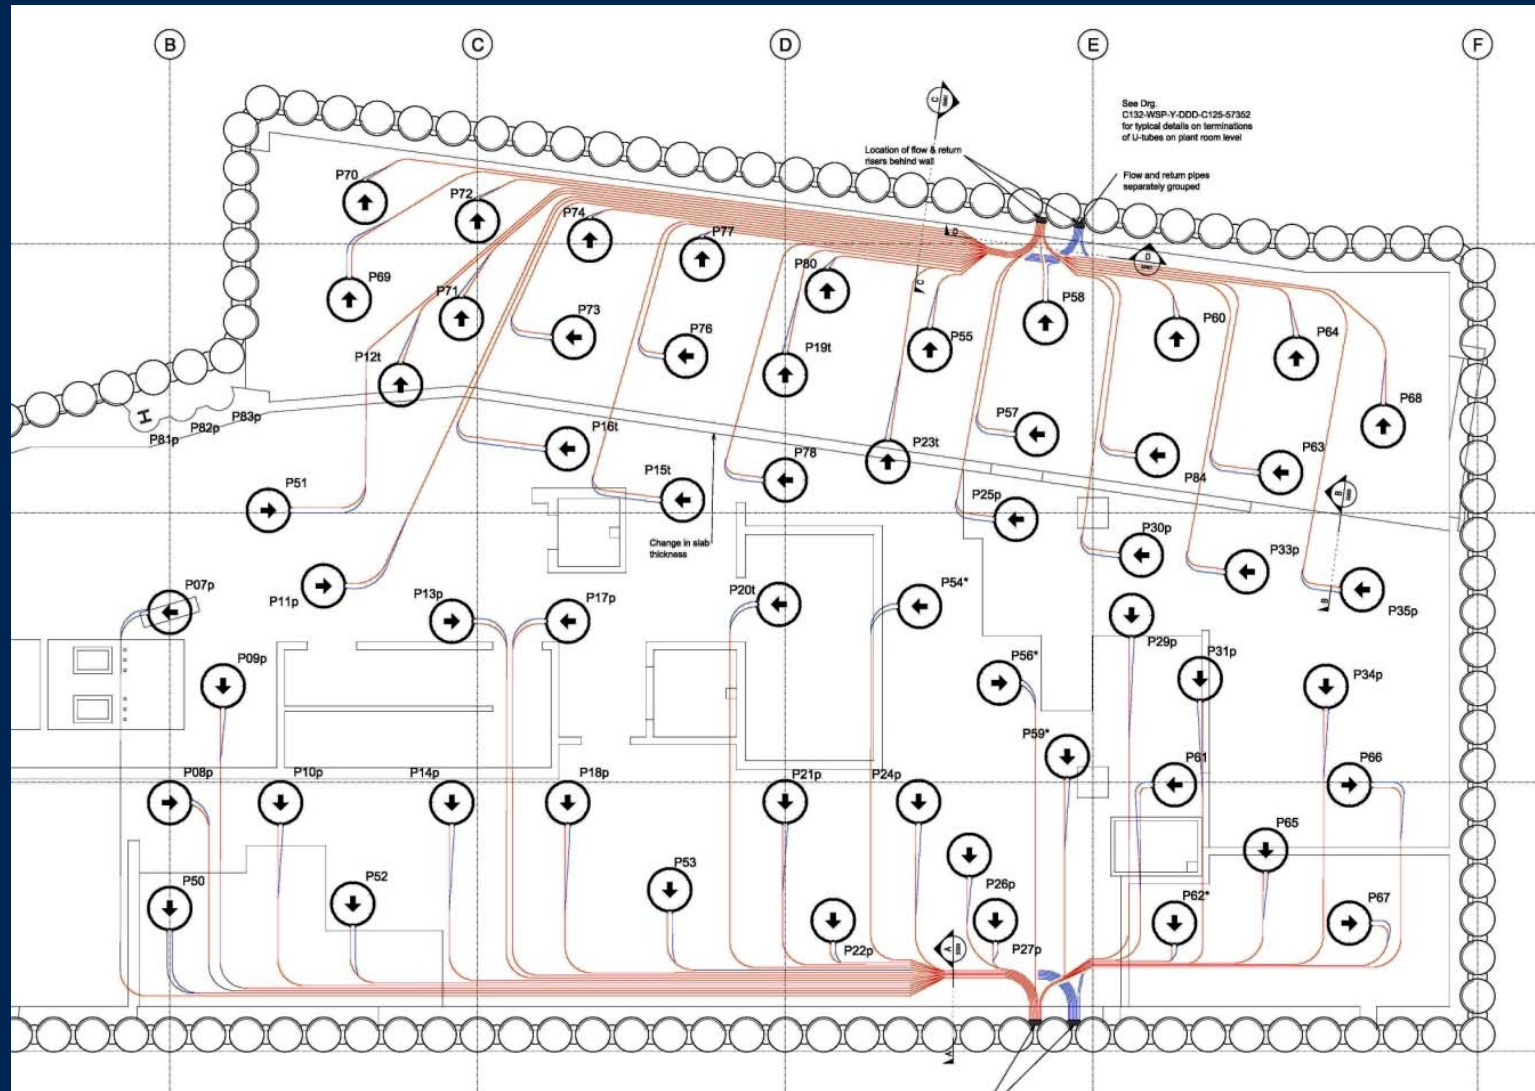 B
C
D
E
F
See Drg.
C132-WSP-Y-DDD-C125-57352
for typical details on terminations
of U-tubes on plant room level
C
Location of flow & return
risers behind wall
Flow and return pipes
separately grouped
P70
P72
P74
P77
D
D
P80
C
P69
P71
P73
P76
P58
P60
P64
P12t
P19t
P55
P68
P81p
P82p
P83p
P16t
P57
P23t
P63
P15t
P78
P84
P51
P25p
B
Change in slab
thickness
P30p
P33p
P07p
P11p
P13p
P17p
P20t
P54*
B
P35p
P09p
P56*
P29p
P31p
P34p
P59*
P08p
P10p
P14p
P18p
P21p
P24p
P61
P66
P65
P50
P52
P53
P26p
P62*
P67
P22p
P27p
A
A